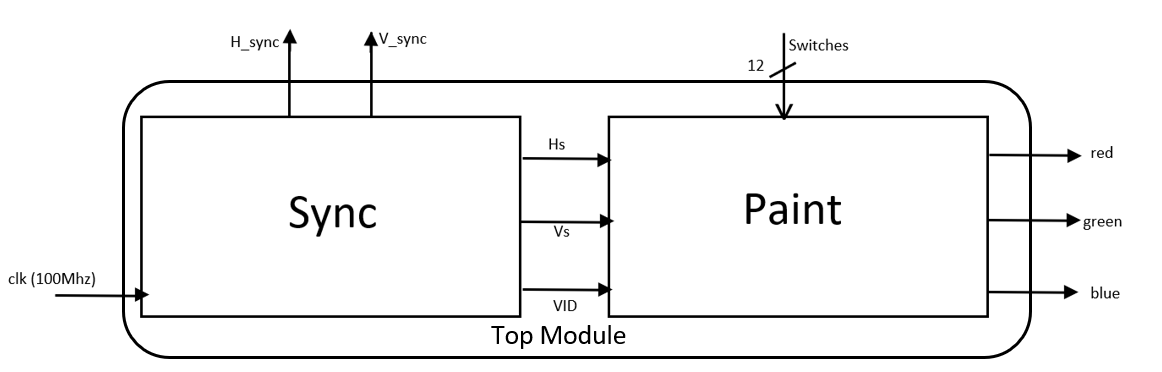 H_sync
V_sync
Switches
12
Hs
red
Sync
Paint
Vs
green
clk (100Mhz)
VID
blue
Top Module